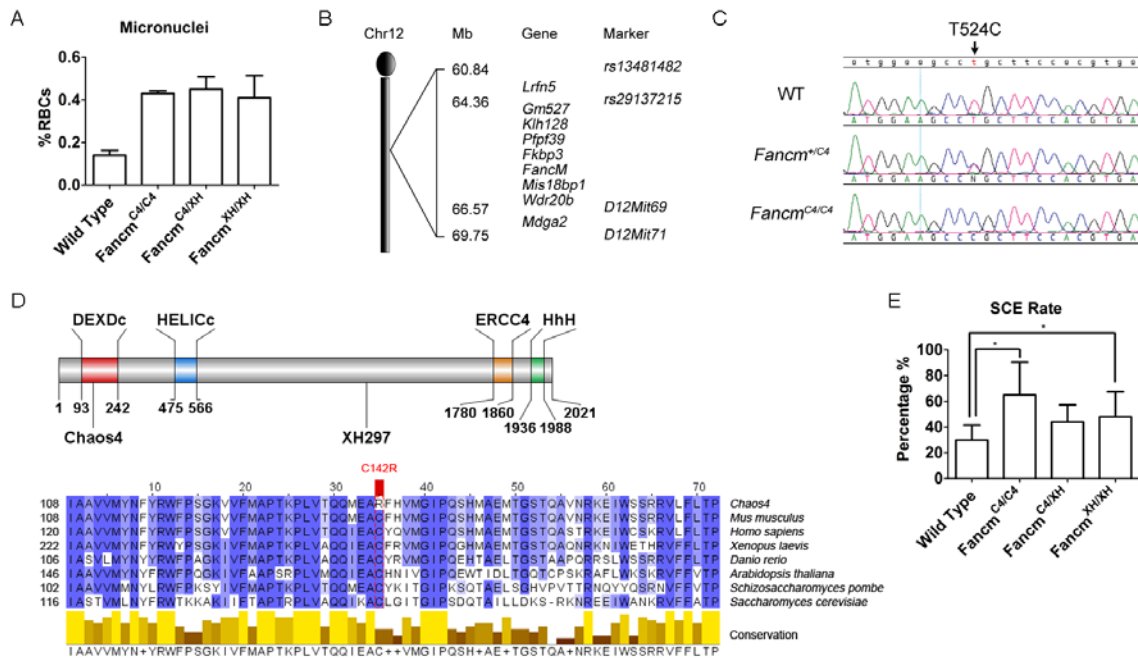 A
Micronuclei
%RBCs
0.6
0.4
0.2
0.0
Wild Type
Fancm C4/C4
Fancm C4/XH
Fancm XH/XH
B
Chr12
Mb
Gene
Marker
60.84
rs13481482
Lrfn5
64.36
rs29137215
Gm527
Klh128
Pfpf39
Fkbp3
FancM
Mis18bp1
Wdr20b
66.57
D12Mit69
Mdga2
69.75
D12Mit71
C
T524C
a t g g a a g c c t g c t t c c a c g t g a
WT
A T G G A A G C C T G C T T C C A C G T G A
Fancm +/C4
A T G G A A G C C N G C T T C C A C G T G A
Fancm C4/C4
A T G G A A G C C C G C T T C C A C G T G A
D
DEXDc
HELICc
ERCC4
HhH
1
93
242
475
566
1780
1860
1936
1988
2021
Chaos4
XH297
C142R
10 20 30 40 50 60 70
108 Chaos4
108 Mus musculus
120 Homo sapiens
222 Xenopus laevis
106 Danio rerio
146 Arabidopsis thaliana
102 Schizosaccharomyces pombe
116 Saccharomyces cerevisiae
Conservation
IAAVVMYN+YRWFPSGKIVFMAPTKPLVTQQIEAC++VMGIPQSH+AE+TGSTQA+NRKEIWSSRRVFFLTP
E
SCE Rate
Percentage %
100
80
60
40
20
0
*
*
Wild Type
Fancm C4/C4
Fancm C4/XH
Fancm XH/XH